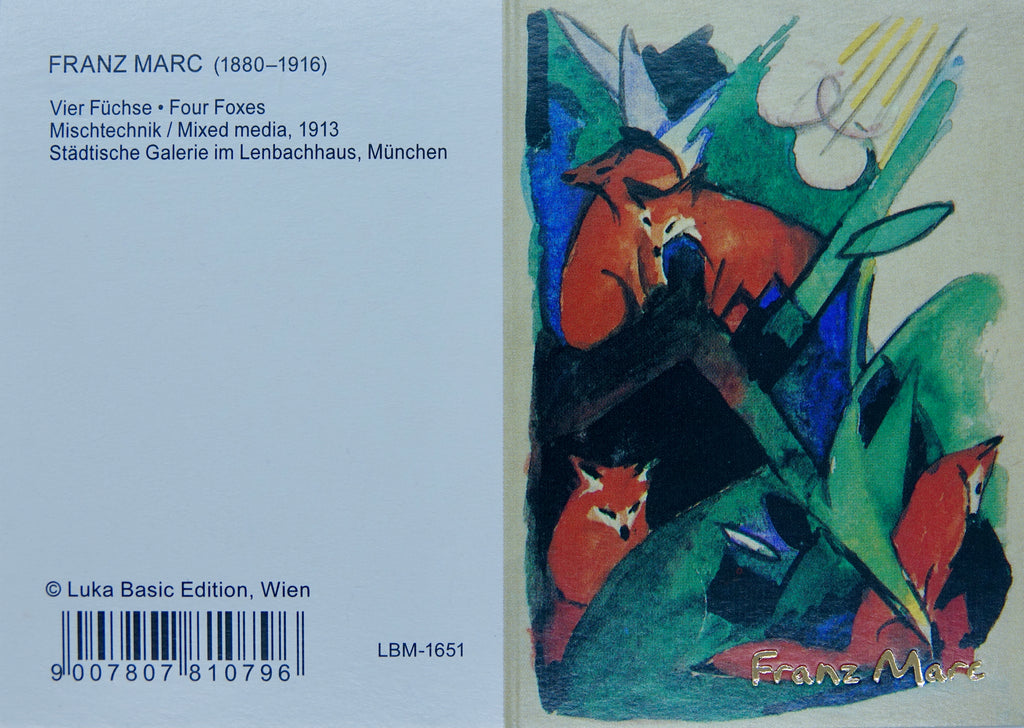 FRANZ MARC (1880–1916)
Vier Füchse • Four Foxes
Mischtechnik / Mixed media, 1913
Städtische Galerie im Lenbachhaus, München
© Luka Basic Edition, Wien
9 007807 810796
LBM-1651
Franz Marc